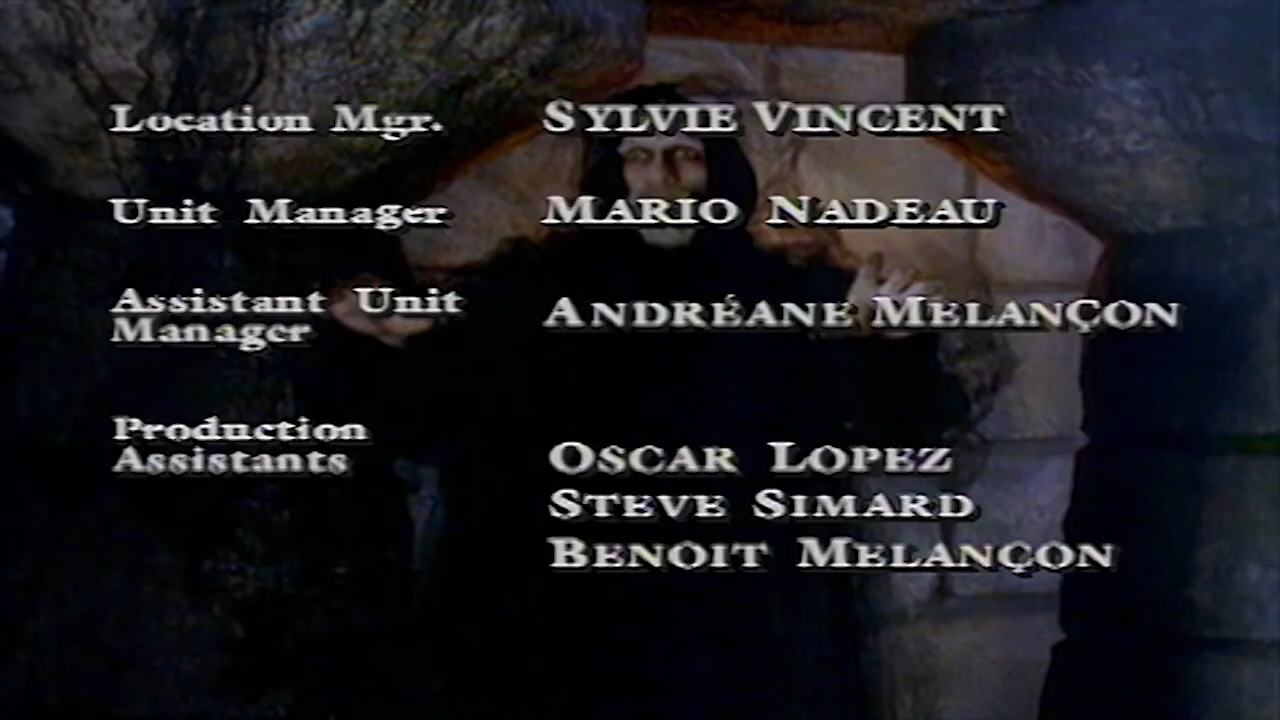 Location Mgr. SYLVIE VINCENT
Unit Manager MARIO NADEAU
Assistant Unit
Manager ANDRÉANE MELANÇON
Production
Assistants OSCAR LOPEZ
STEVE SIMARD
BENOIT MELANÇON